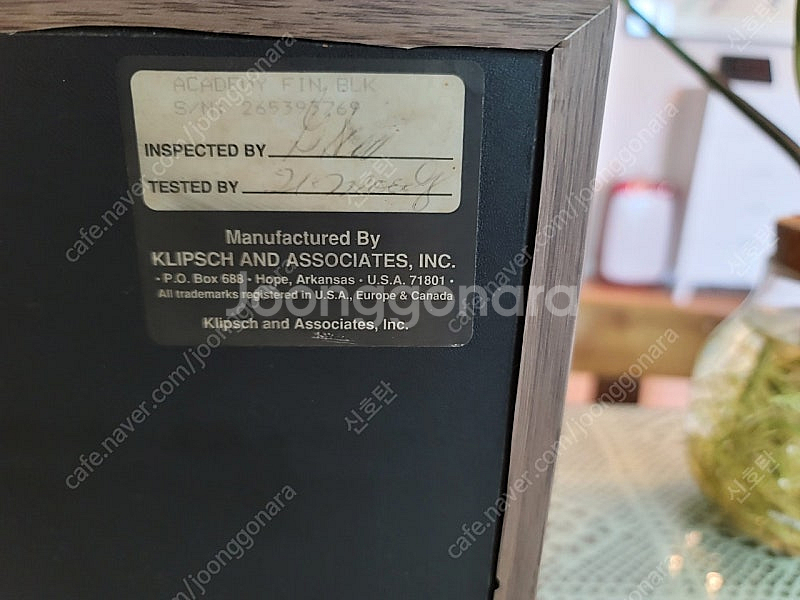 ACADEMY FIN, BLK
S/N: 265395769
INSPECTED BY
TESTED BY
Manufactured By
KLIPSCH AND ASSOCIATES, INC.
• P.O. Box 688 • Hope, Arkansas • U.S.A. 71801 •
All trademarks registered in U.S.A., Europe & Canada
Klipsch and Associates, Inc.
joonggonara
cafe.naver.com/joonggonara
신호탄